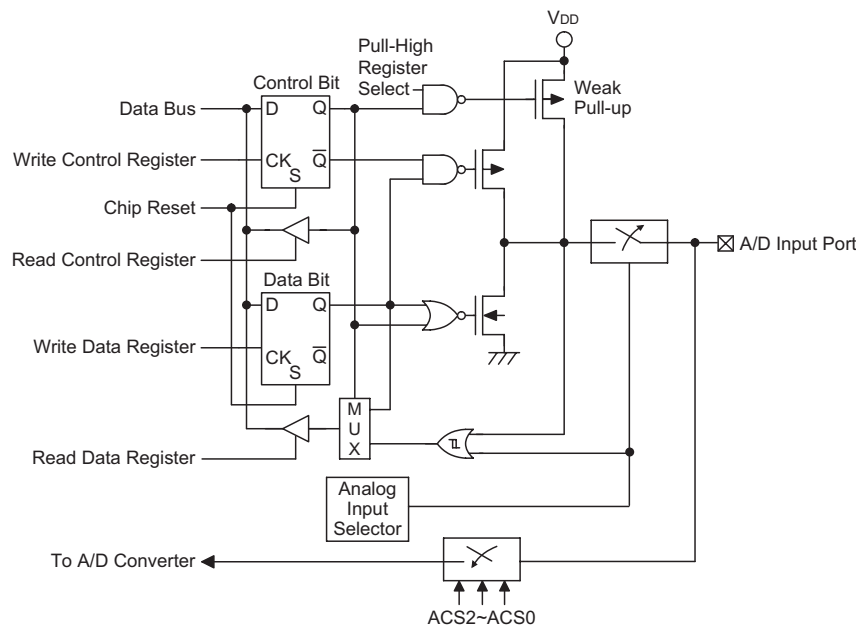 VDD
Pull-High
Register
Select
Weak
Pull-up
Control Bit
Data Bus
D
Q
Write Control Register
CK
Q̅
S
Chip Reset
Read Control Register
A/D Input Port
Data Bit
D
Q
Write Data Register
CK
Q̅
S
M
U
X
Read Data Register
Analog
Input
Selector
To A/D Converter
ACS2~ACS0